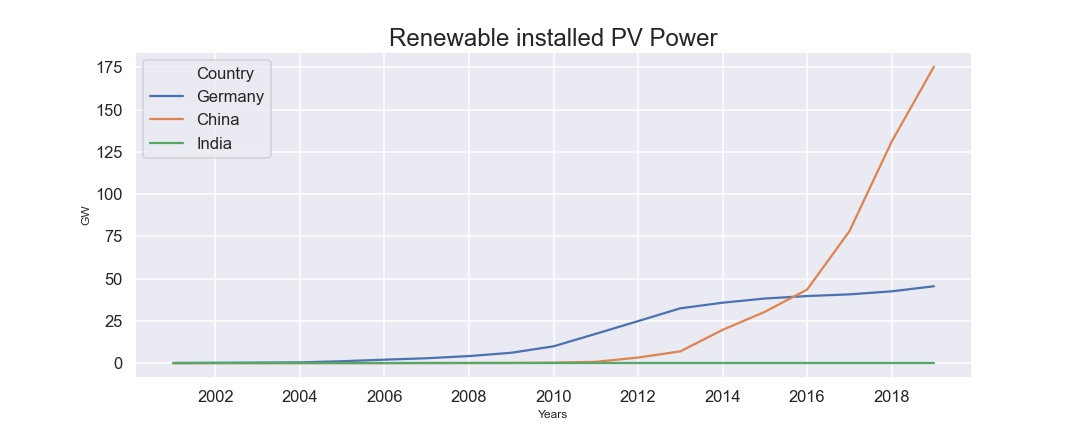 Renewable installed PV Power
175
150
125
100
75
50
25
0
GW
Country
Germany
China
India
2002 2004 2006 2008 2010 2012 2014 2016 2018
Years